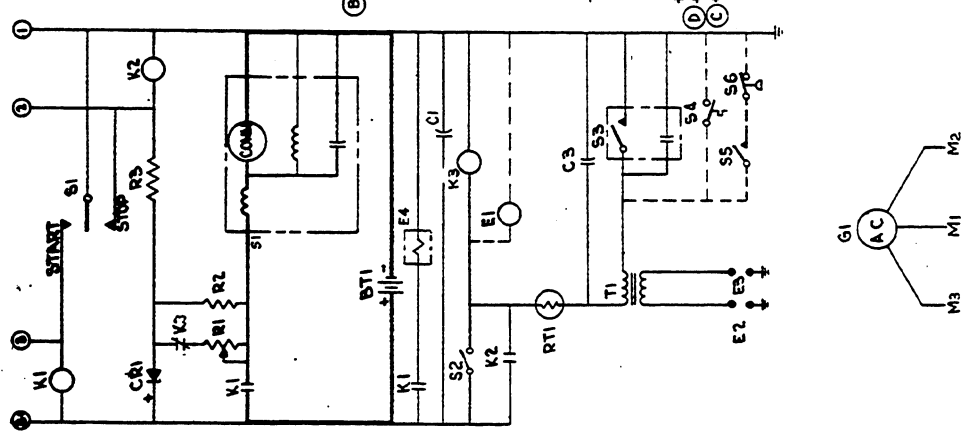 1
2
3
B
D
C
K2
S1
R3
START
STOP
K1
CR1
+
K3
R2
R1
K1
S1
COMM
BT1
+
-
K1
E4
C1
S2
K3
K2
E1
RT1
C3
S3
S4
S5
S6
T1
E2
E3
G1
AC
M3
M1
M2